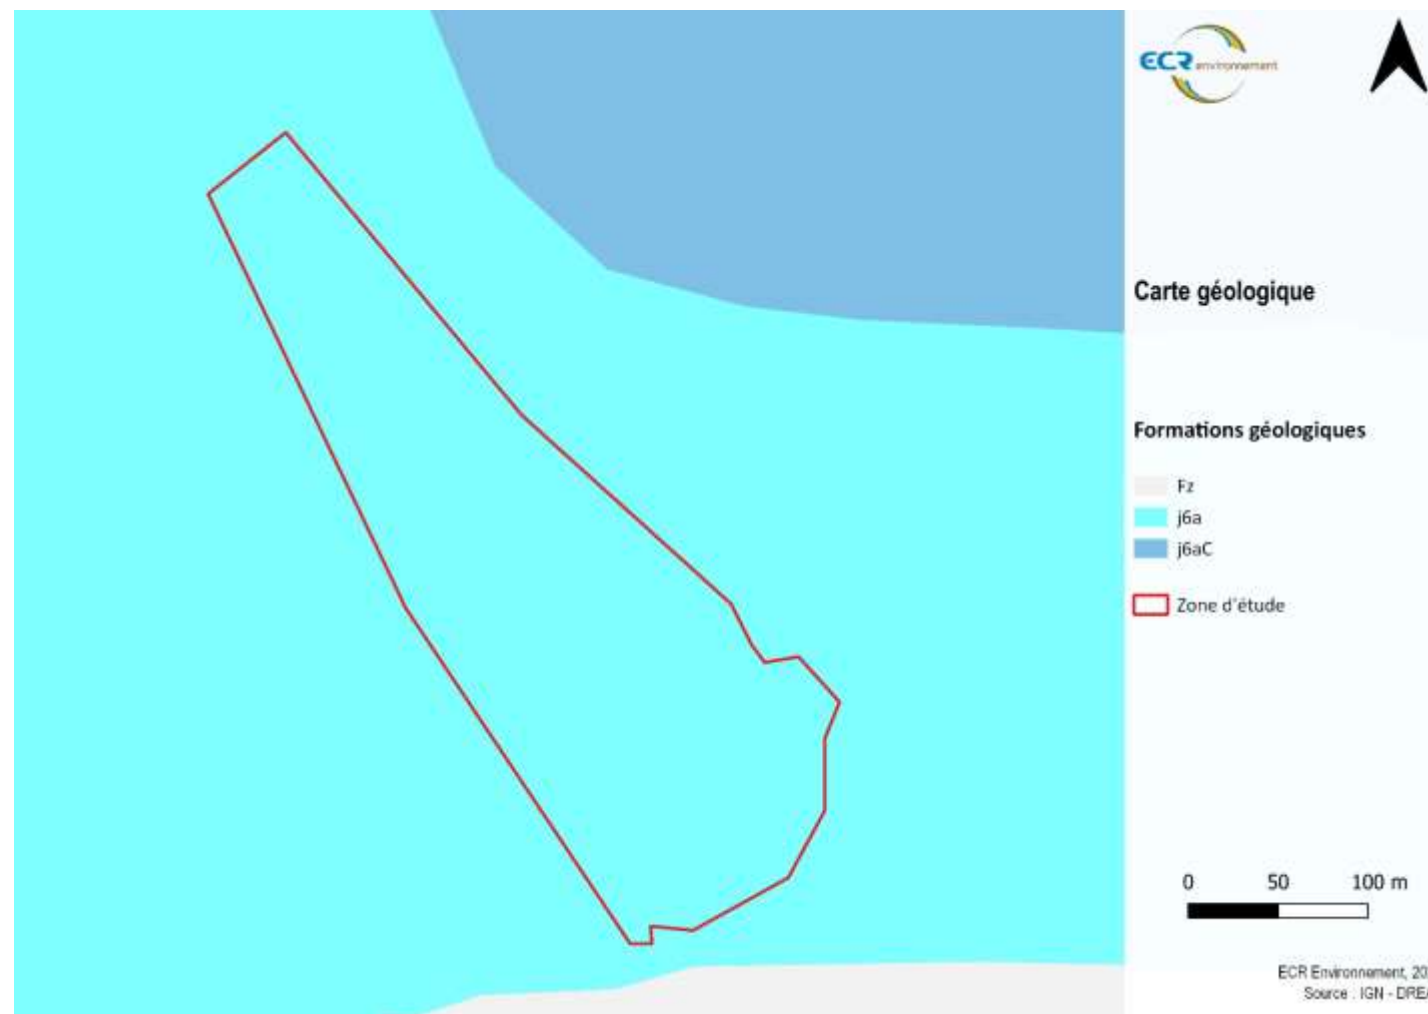 ECR environnement
Carte géologique
Formations géologiques
Fz
j6a
j6aC
Zone d'étude
0 50 100 m
ECR Environnement, 20
Source : IGN - DREA